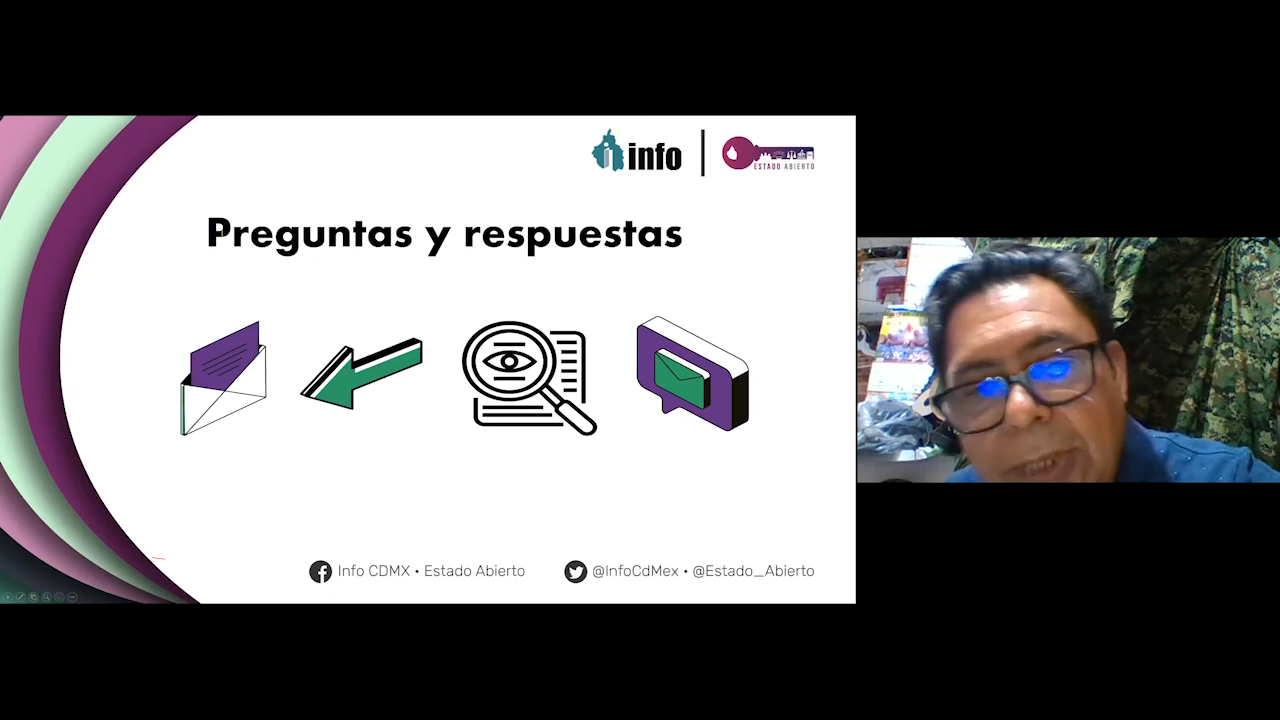 info
ESTADO ABIERTO
Preguntas y respuestas
Info CDMX • Estado Abierto
@InfoCdMex • @Estado_Abierto